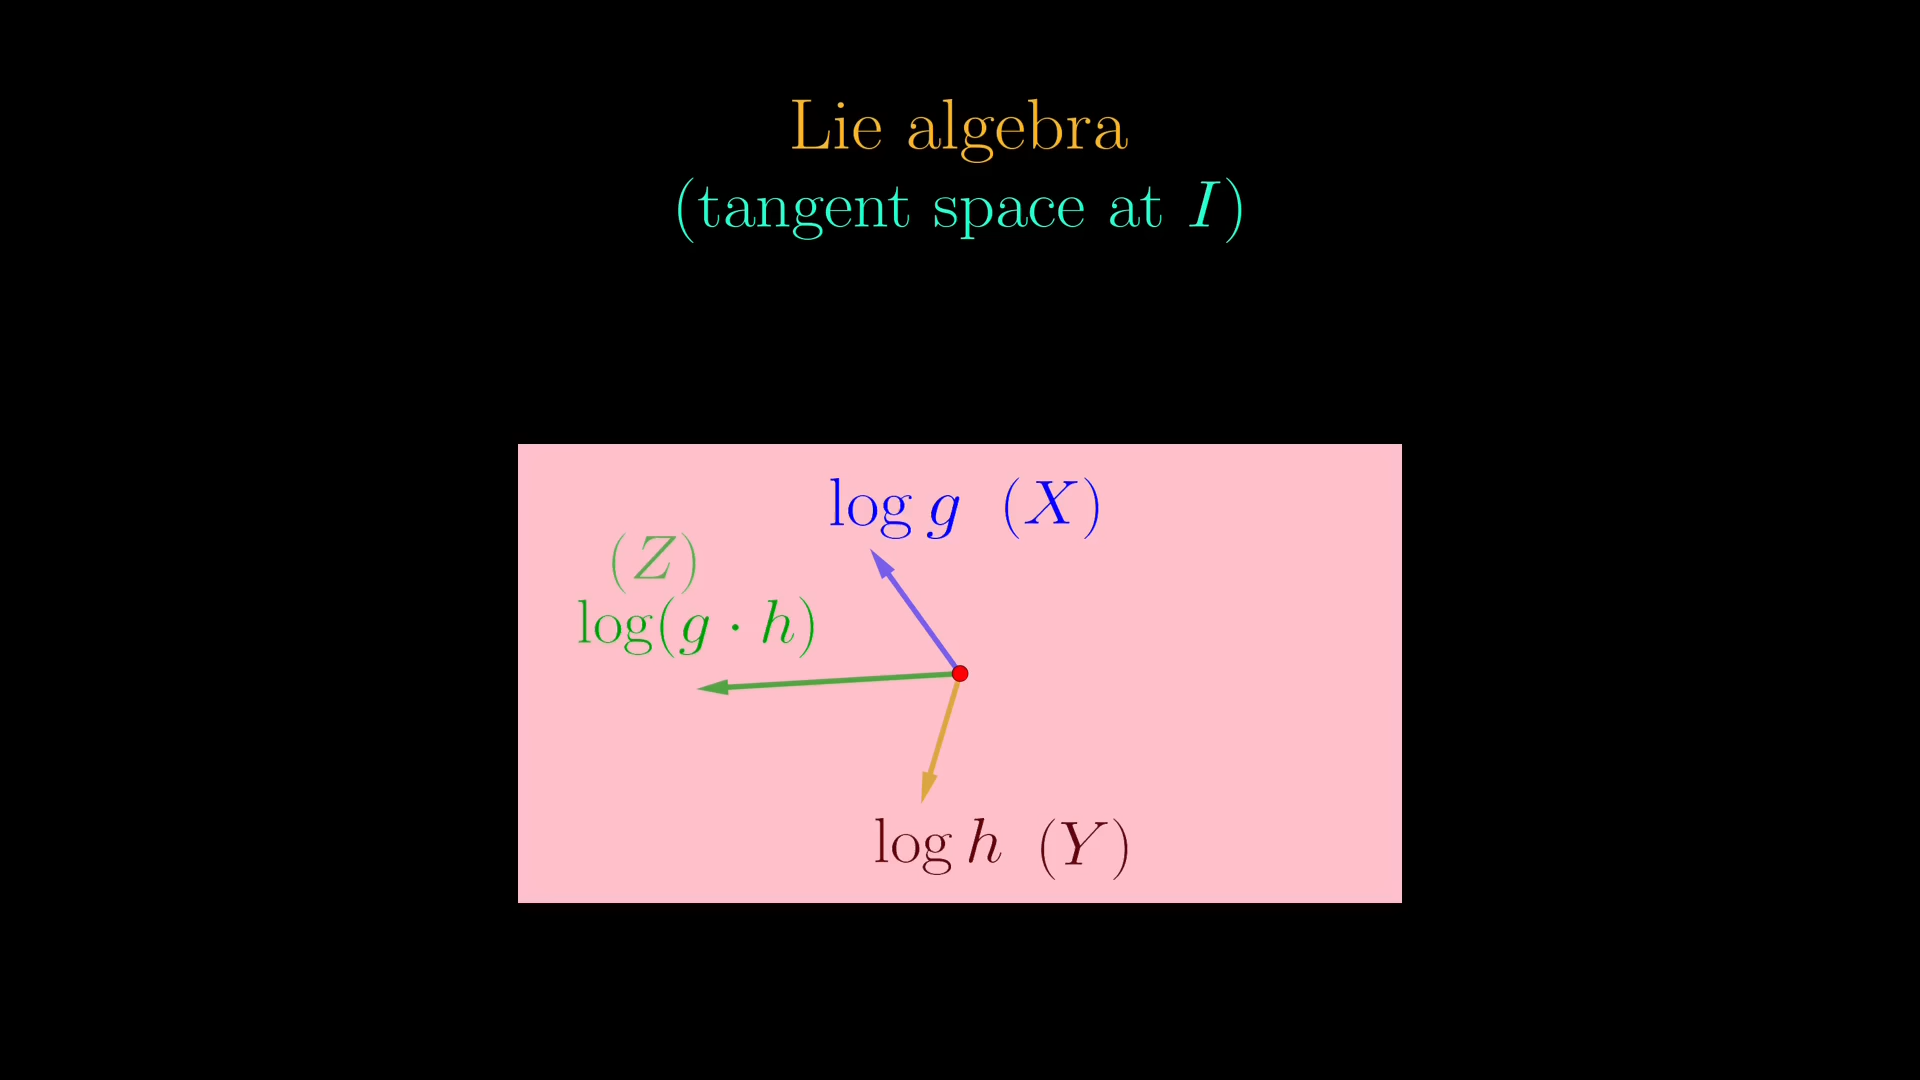 Lie algebra
(tangent space at I)
log g (X)
(Z)
log(g · h)
log h (Y)